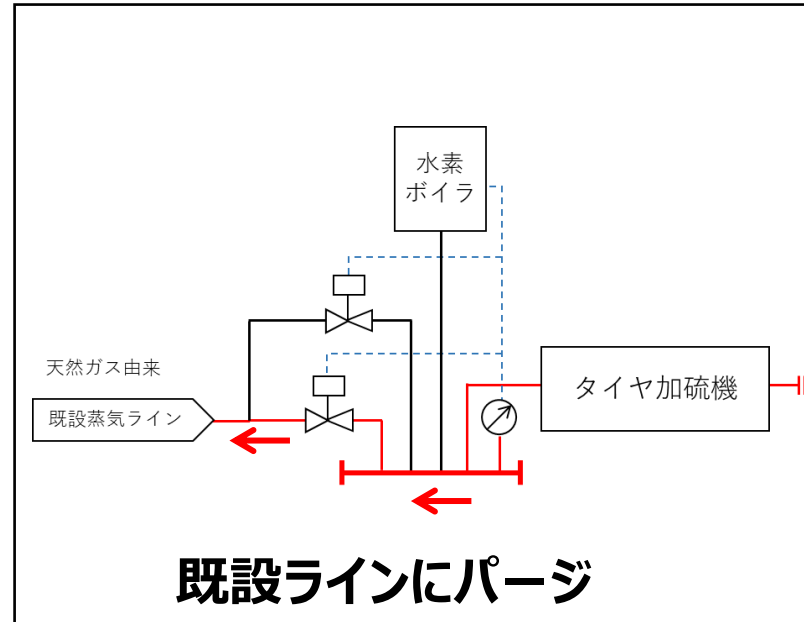 水素
ボイラ
天然ガス由来
既設蒸気ライン
タイヤ加硫機
既設ラインにパージ